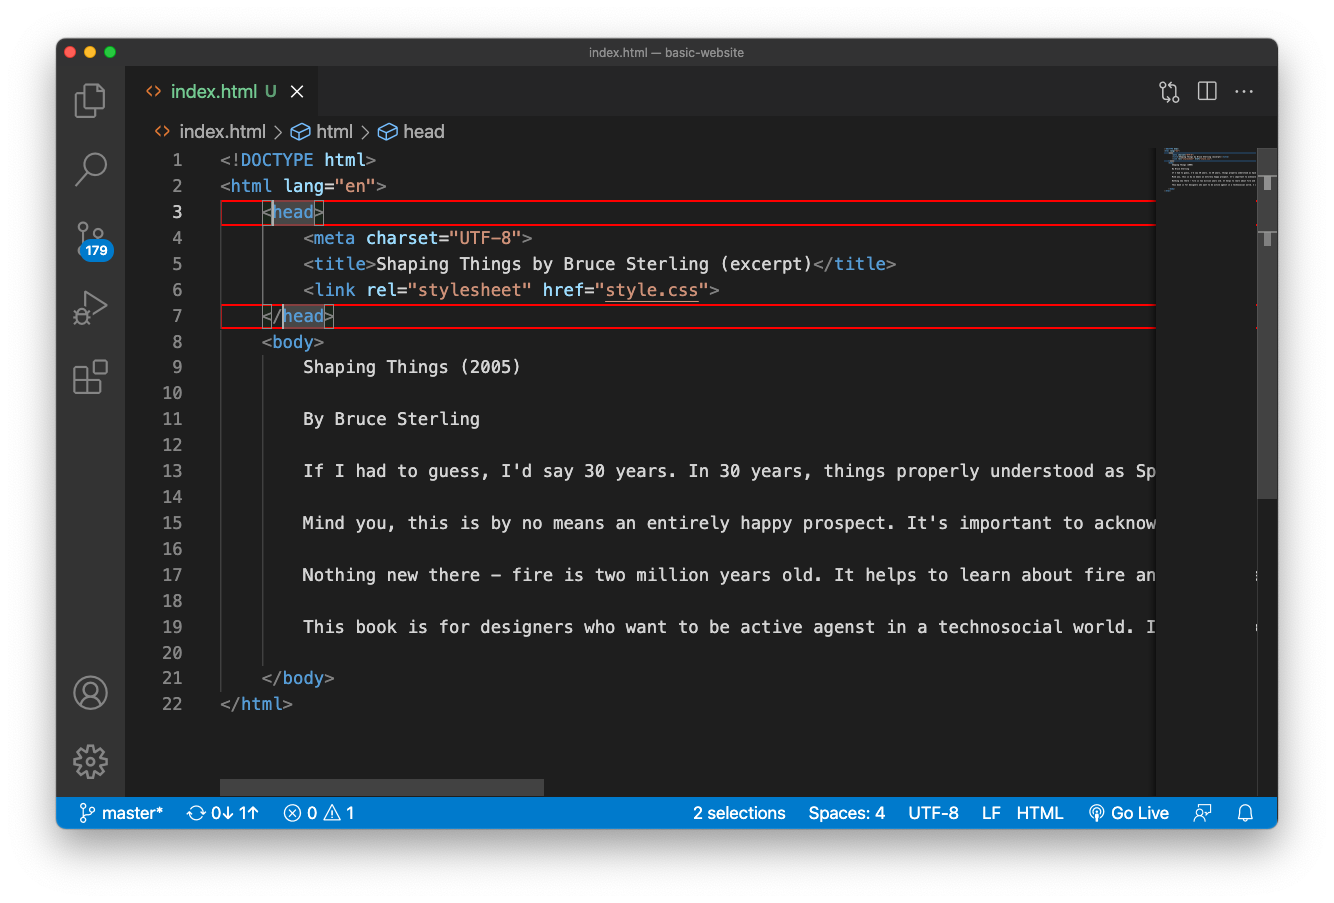 index.html — basic-website
index.html U
index.html > html > head
1 <!DOCTYPE html>
2 <html lang="en">
3 <head>
4 <meta charset="UTF-8">
5 <title>Shaping Things by Bruce Sterling (excerpt)</title>
6 <link rel="stylesheet" href="style.css">
7 </head>
8 <body>
9 Shaping Things (2005)
10
11 By Bruce Sterling
12
13 If I had to guess, I'd say 30 years. In 30 years, things properly understood as Sp
14
15 Mind you, this is by no means an entirely happy prospect. It's important to acknow
16
17 Nothing new there – fire is two million years old. It helps to learn about fire an
18
19 This book is for designers who want to be active agenst in a technosocial world. I
20
21 </body>
22 </html>
179
master* 0↓ 1↑ 0 1 2 selections Spaces: 4 UTF-8 LF HTML Go Live